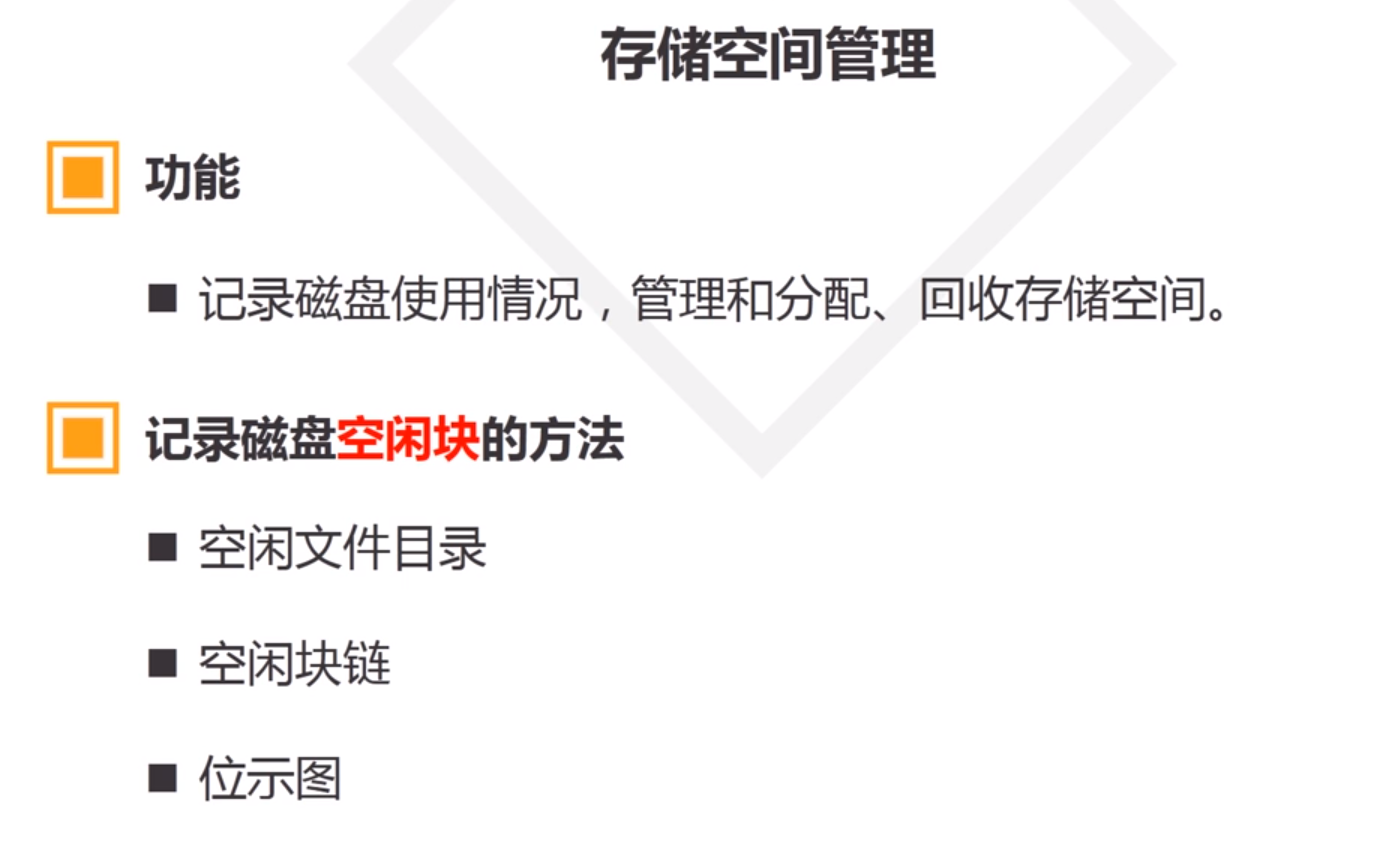 存储空间管理
功能
■ 记录磁盘使用情况，管理和分配、回收存储空间。
记录磁盘空闲块的方法
■ 空闲文件目录
■ 空闲块链
■ 位示图